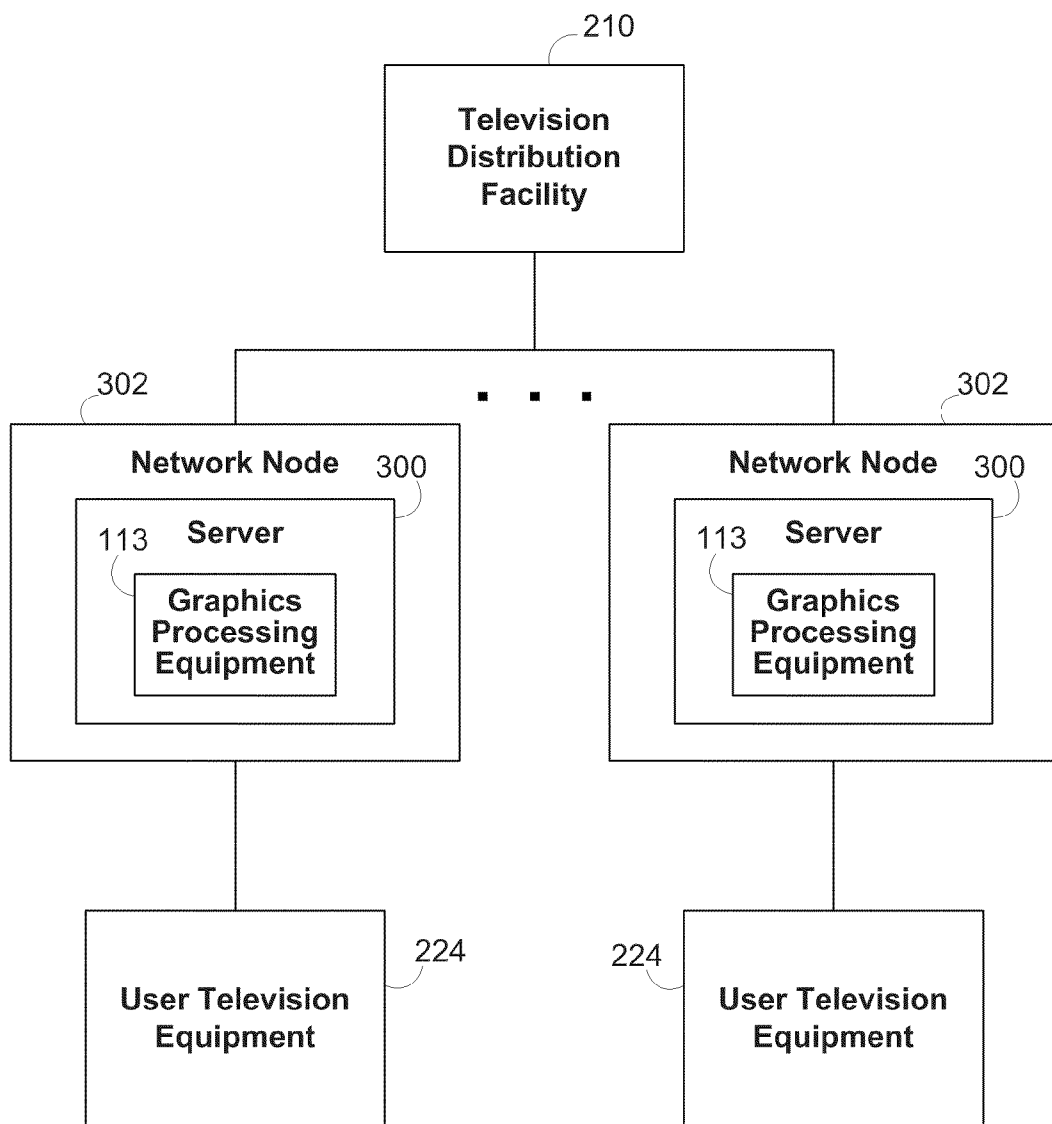 210
Television
Distribution
Facility
302
302
. . .
Network Node
300
Server
113
Graphics
Processing
Equipment
Network Node
300
Server
113
Graphics
Processing
Equipment
User Television
Equipment
224
224
User Television
Equipment